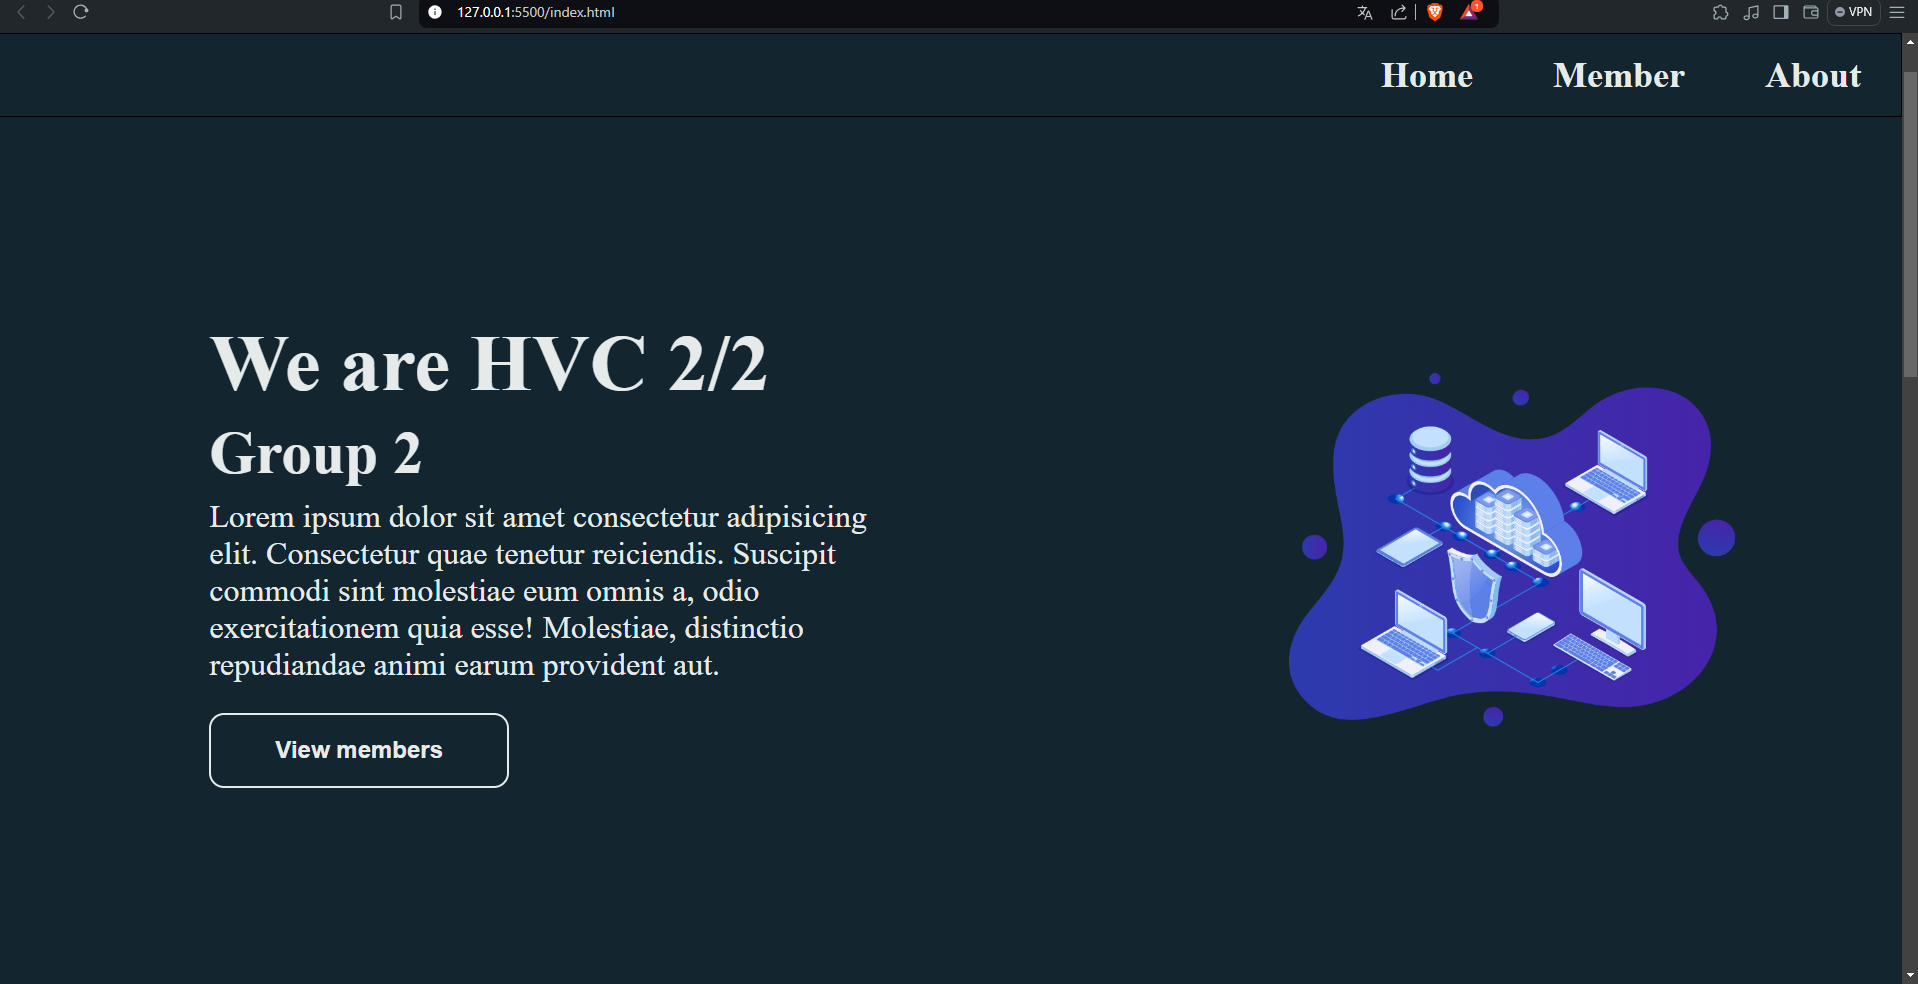 127.0.0.1:5500/index.html
1
VPN
Home Member About
We are HVC 2/2
Group 2
Lorem ipsum dolor sit amet consectetur adipisicing
elit. Consectetur quae tenetur reiciendis. Suscipit
commodi sint molestiae eum omnis a, odio
exercitationem quia esse! Molestiae, distinctio
repudiandae animi earum provident aut.
View members